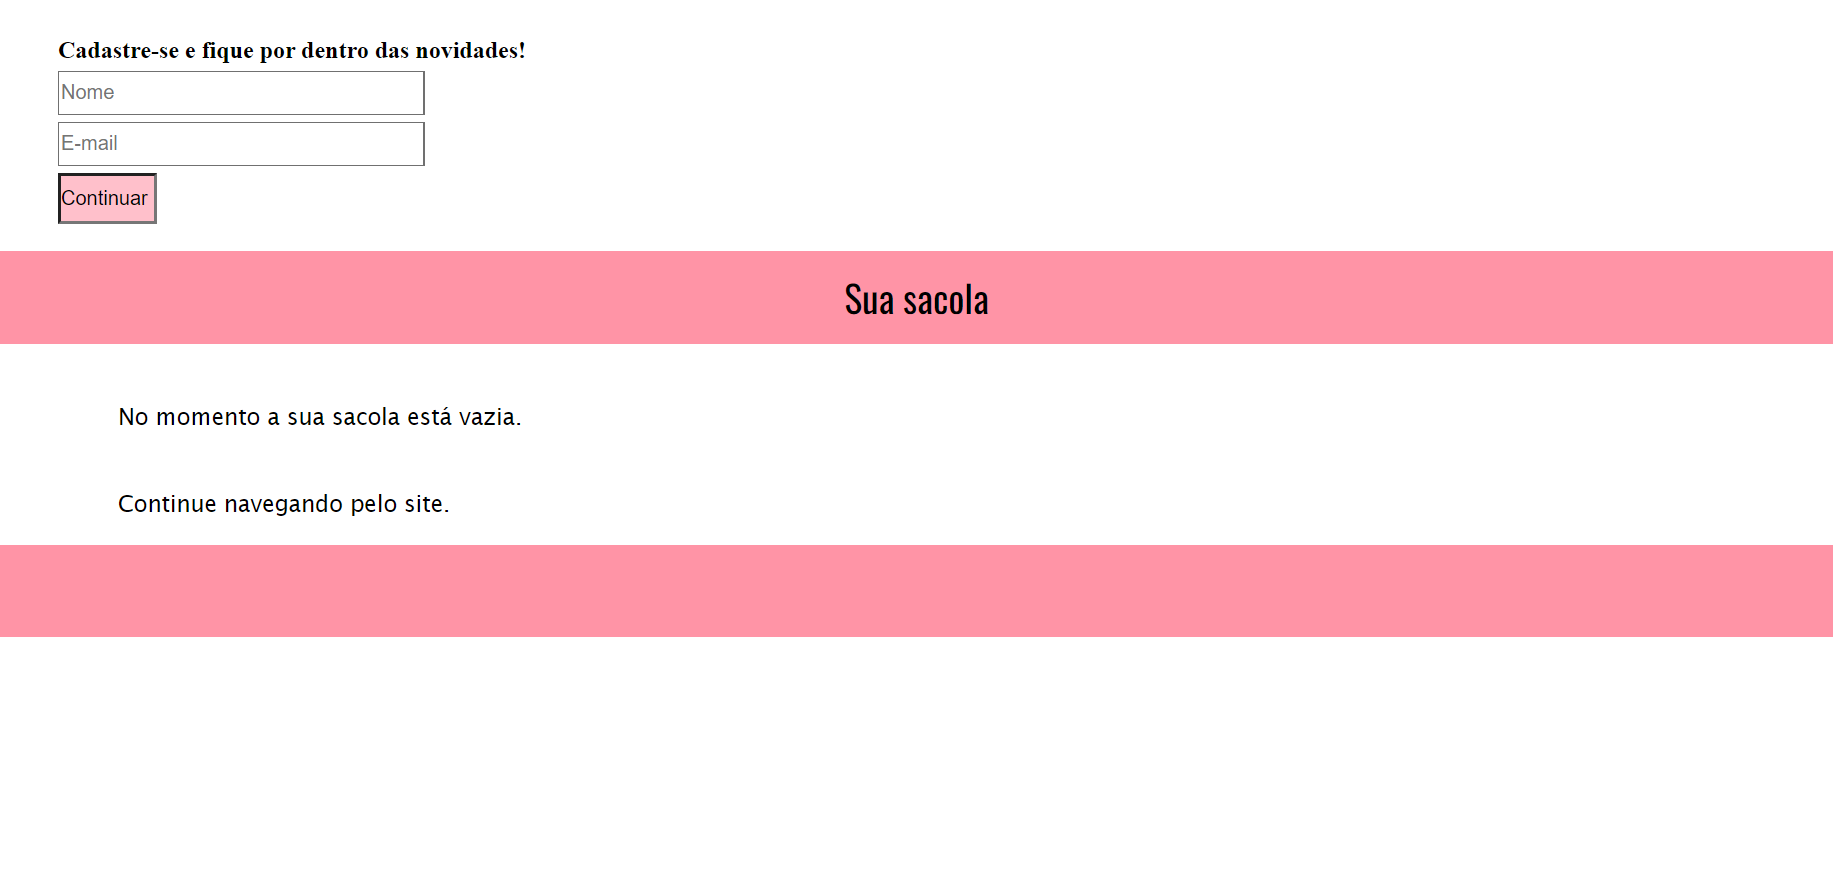 Cadastre-se e fique por dentro das novidades!
Nome
E-mail
Continuar
Sua sacola
No momento a sua sacola está vazia.
Continue navegando pelo site.